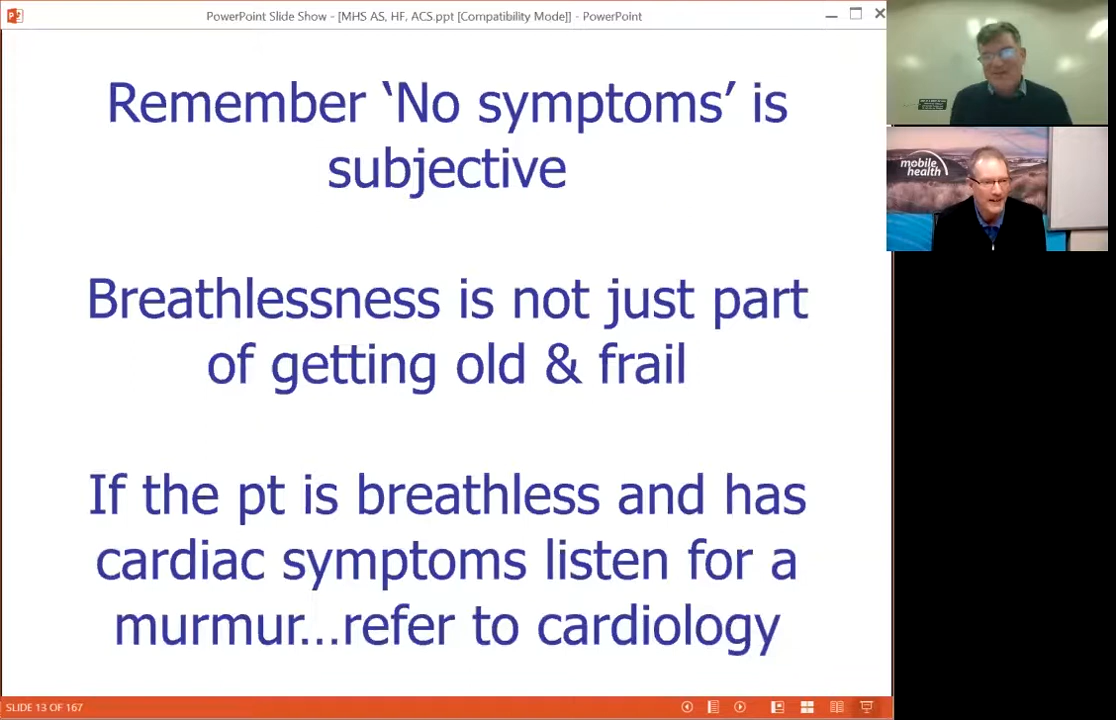 PowerPoint Slide Show - [MHS AS, HF, ACS.ppt [Compatibility Mode]] - PowerPoint
Remember ‘No symptoms’ is
subjective
Breathlessness is not just part
of getting old & frail
If the pt is breathless and has
cardiac symptoms listen for a
murmur...refer to cardiology
SLIDE 13 OF 167
mobile
health